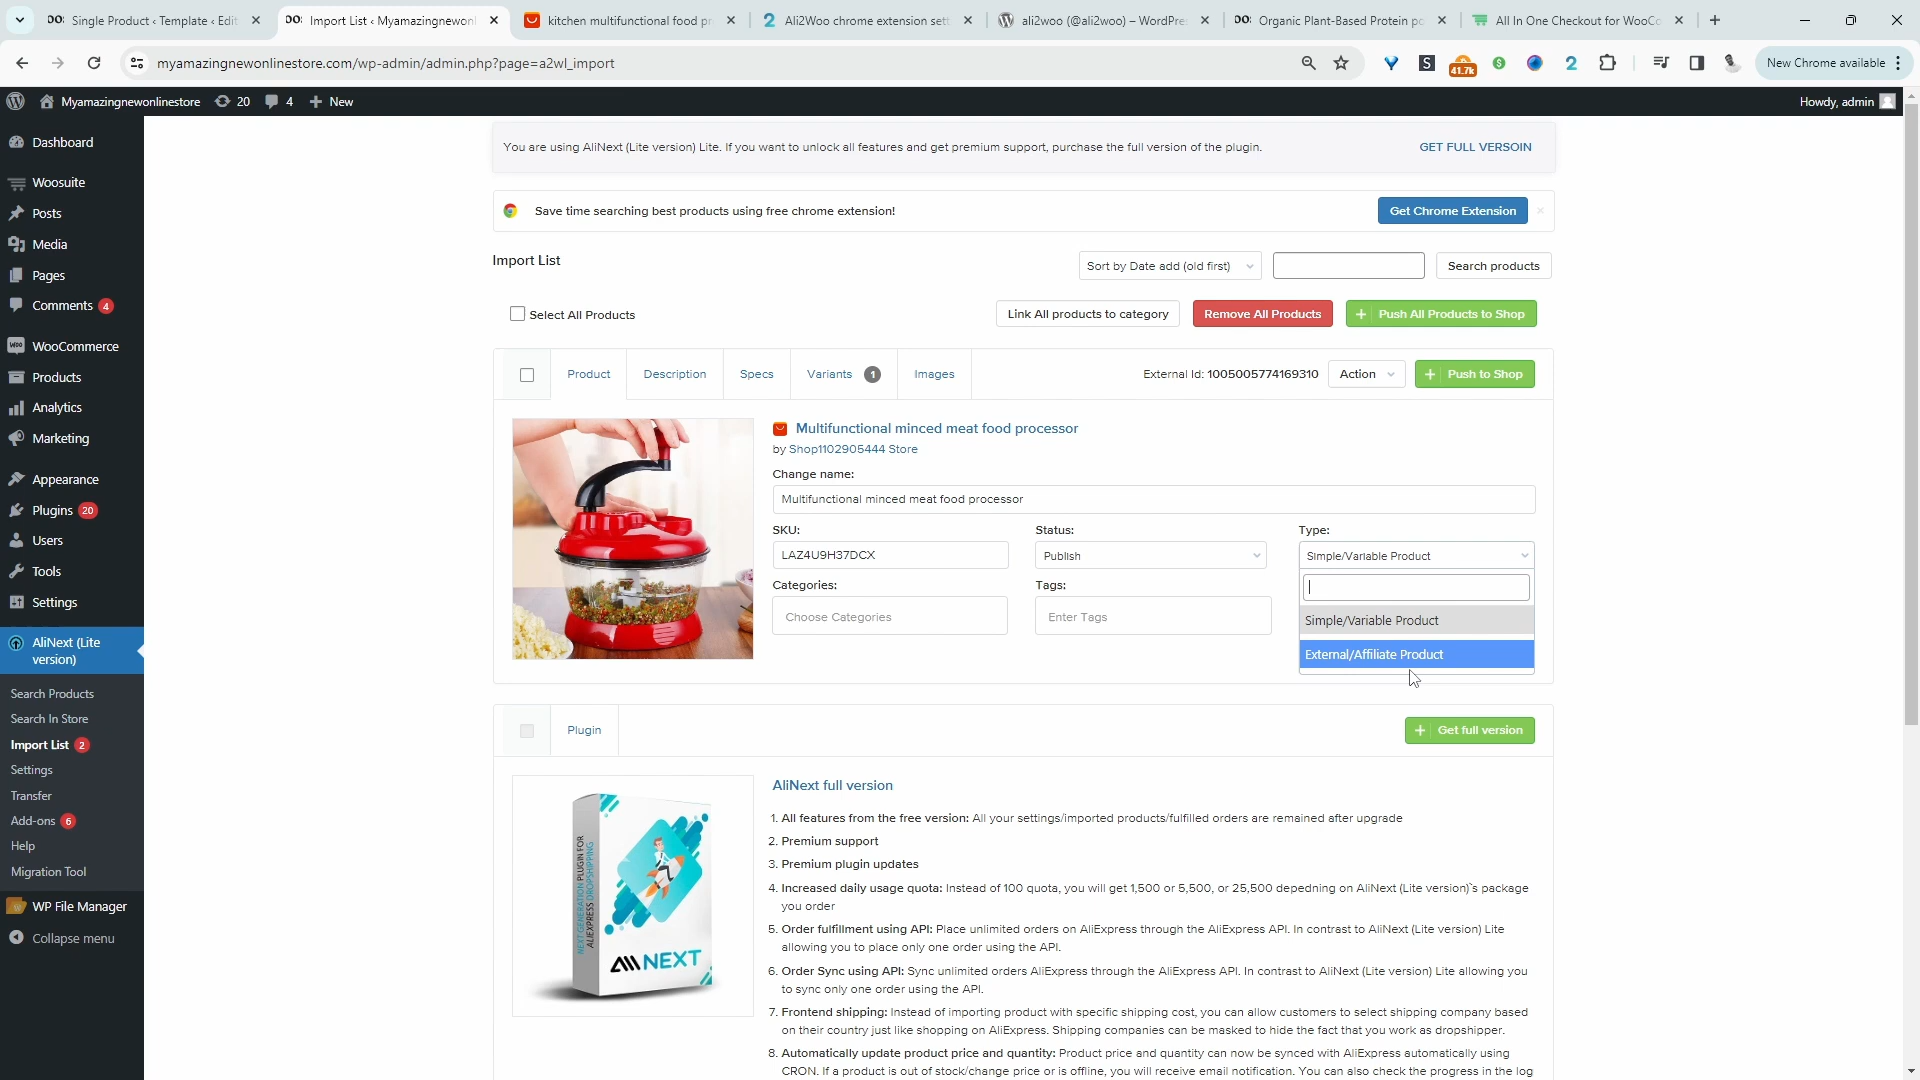 Single Product ‹ Template ‹ Edit
Import List ‹ Myamazingnewonl
kitchen multifunctional food pr
Ali2Woo chrome extension sett
ali2woo (@ali2woo) – WordPre
Organic Plant-Based Protein po
All In One Checkout for WooCo
myamazingnewonlinestore.com/wp-admin/admin.php?page=a2wl_import
41.7k
New Chrome available
Myamazingnewonlinestore
20
4
New
Howdy, admin
Dashboard
Woosuite
Posts
Media
Pages
Comments 4
WooCommerce
Products
Analytics
Marketing
Appearance
Plugins 20
Users
Tools
Settings
AliNext (Lite
version)
Search Products
Search In Store
Import List 2
Settings
Transfer
Add-ons 6
Help
Migration Tool
WP File Manager
Collapse menu
You are using AliNext (Lite version) Lite. If you want to unlock all features and get premium support, purchase the full version of the plugin.
GET FULL VERSOIN
Save time searching best products using free chrome extension!
Get Chrome Extension
Import List
Sort by Date add (old first)
Search products
Select All Products
Link All products to category
Remove All Products
Push All Products to Shop
Product
Description
Specs
Variants 1
Images
External Id: 1005005774169310
Action
Push to Shop
Multifunctional minced meat food processor
by Shop1102905444 Store
Change name:
Multifunctional minced meat food processor
SKU:
Status:
Type:
LAZ4U9H37DCX
Publish
Simple/Variable Product
Categories:
Tags:
Choose Categories
Enter Tags
Simple/Variable Product
External/Affiliate Product
Plugin
Get full version
NEXT GENERATION PLUGIN FOR
ALIEXPRESS DROPSHIPPING
NEXT
AliNext full version
1. All features from the free version: All your settings/imported products/fulfilled orders are remained after upgrade
2. Premium support
3. Premium plugin updates
4. Increased daily usage quota: Instead of 100 quota, you will get 1,500 or 5,500, or 25,500 depedning on AliNext (Lite version)`s package
you order
5. Order fulfillment using API: Place unlimited orders on AliExpress through the AliExpress API. In contrast to AliNext (Lite version) Lite
allowing you to place only one order using the API.
6. Order Sync using API: Sync unlimited orders AliExpress through the AliExpress API. In contrast to AliNext (Lite version) Lite allowing you
to sync only one order using the API.
7. Frontend shipping: Instead of importing product with specific shipping cost, you can allow customers to select shipping company based
on their country just like shopping on AliExpress. Shipping companies can be masked to hide the fact that you work as dropshipper.
8. Automatically update product price and quantity: Product price and quantity can now be synced with AliExpress automatically using
CRON. If a product is out of stock/change price or is offline, you will receive email notification. You can also check the progress in the log